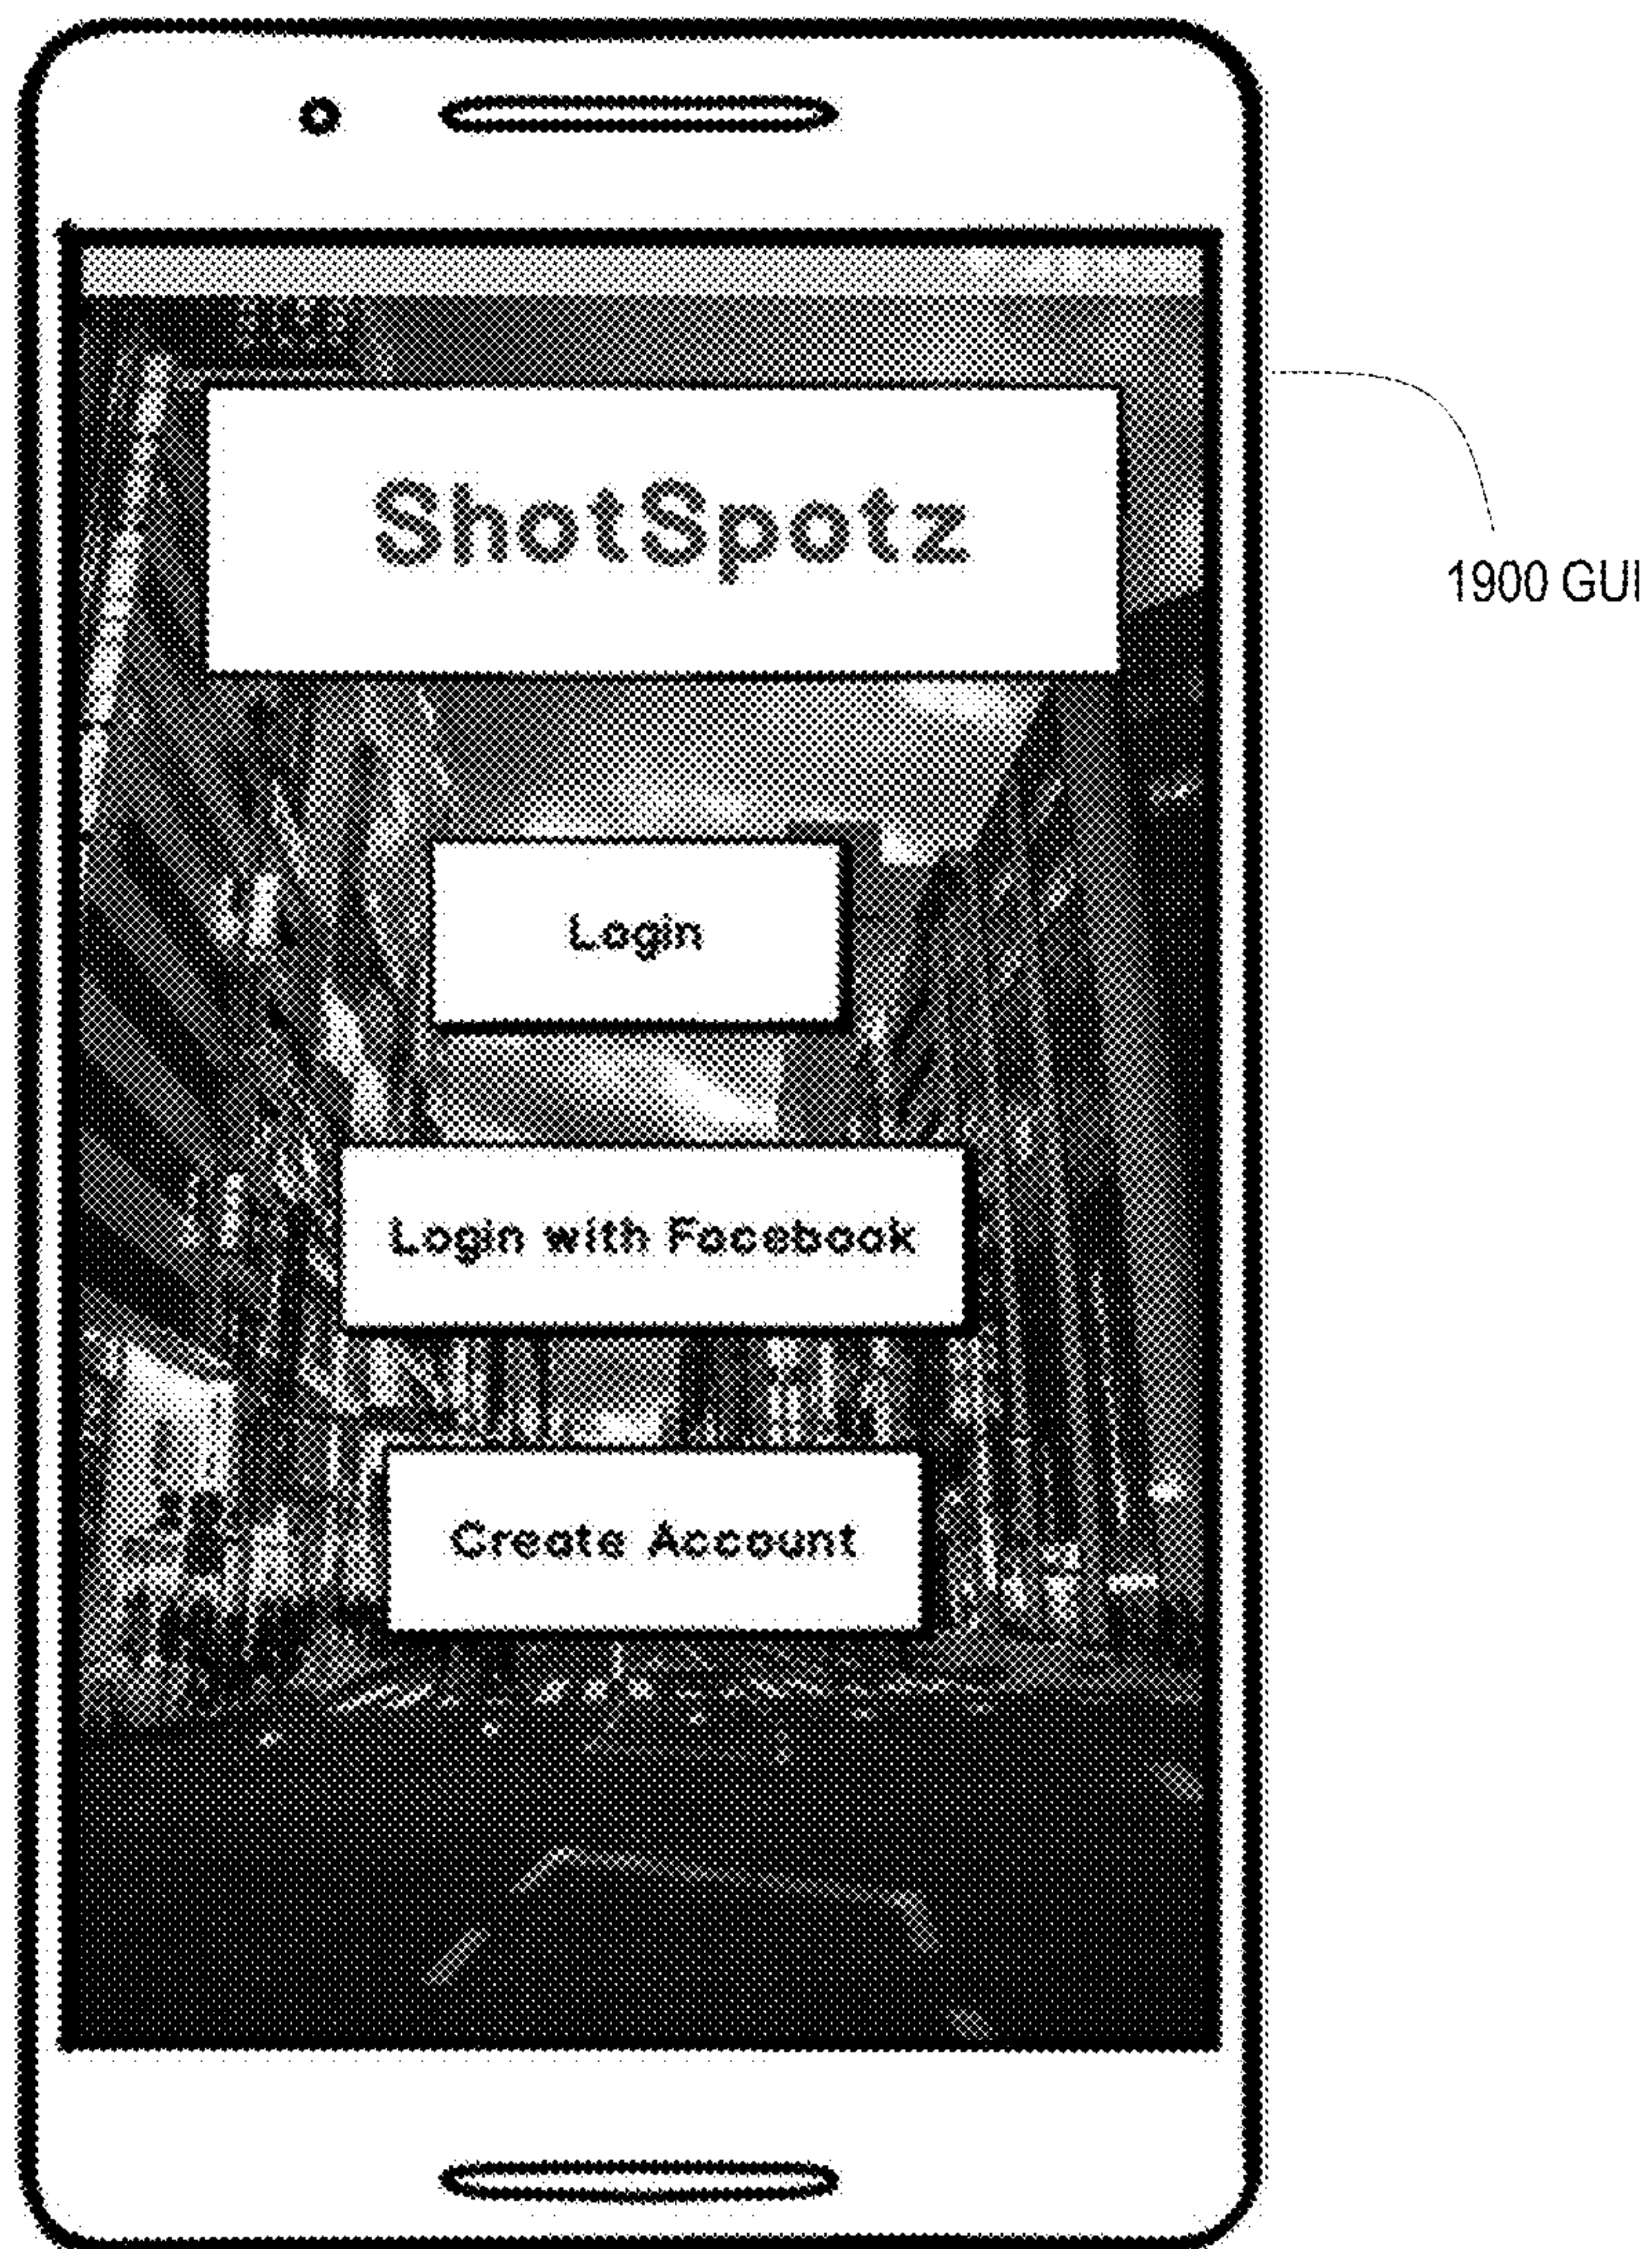 ShotSpotz
1900 GUI
Login
Login with Facebook
Create Account